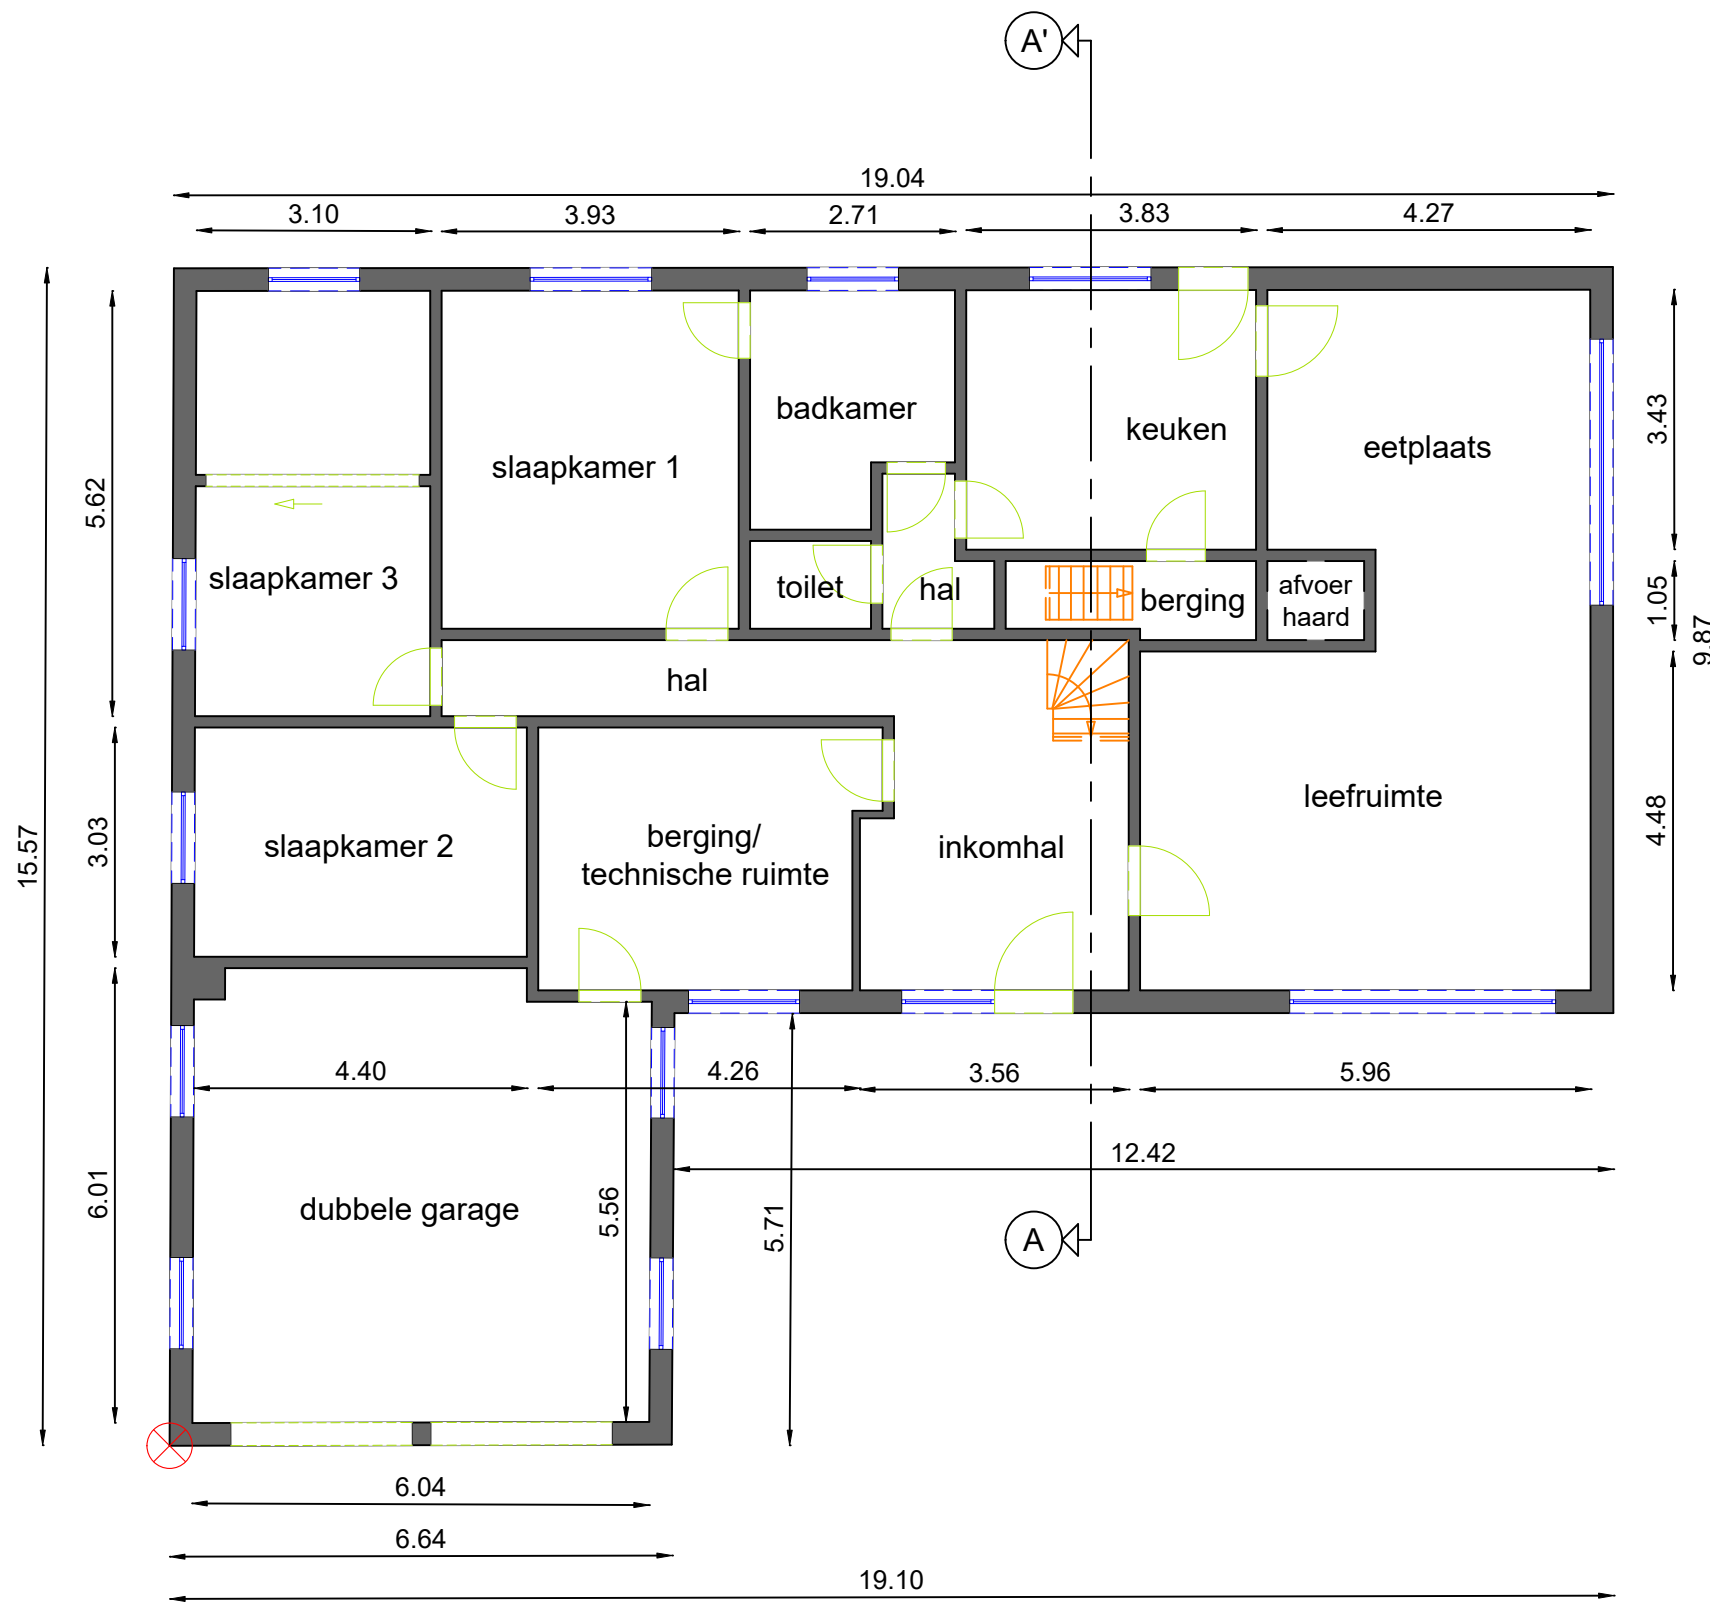 A'
19.04
3.10
3.93
2.71
3.83
4.27
badkamer
keuken
eetplaats
slaapkamer 1
3.43
5.62
slaapkamer 3
toilet
hal
berging
afvoer
haard
1.05
9.87
hal
leefruimte
4.48
15.57
3.03
slaapkamer 2
berging/
technische ruimte
inkomhal
4.40
4.26
3.56
5.96
12.42
6.01
dubbele garage
5.56
5.71
A
6.04
6.64
19.10